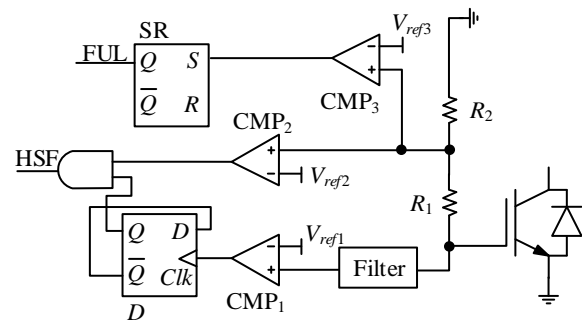 SR
FUL
Q
S
Q̅
R
−
+
V_ref3
CMP₃
R₂
CMP₂
HSF
+
−
V_ref2
R₁
Q
D
Q̅
Clk
D
−
+
V_ref1
CMP₁
Filter